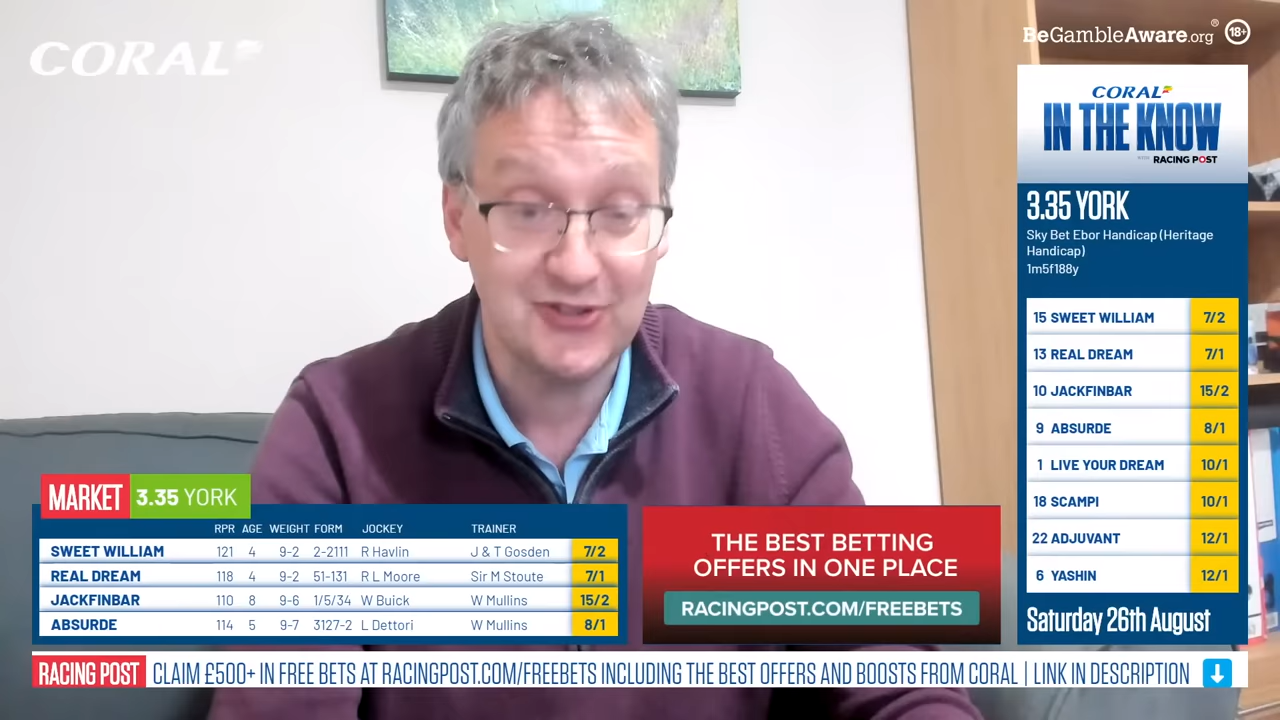 CORAL
BeGambleAware.org® 18+
CORAL
IN THE KNOW
WITH RACING POST
3.35 YORK
Sky Bet Ebor Handicap (Heritage
Handicap)
1m5f188y
15 SWEET WILLIAM 7/2
13 REAL DREAM 7/1
10 JACKFINBAR 15/2
9 ABSURDE 8/1
1 LIVE YOUR DREAM 10/1
18 SCAMPI 10/1
22 ADJUVANT 12/1
6 YASHIN 12/1
Saturday 26th August
MARKET 3.35 YORK
RPR AGE WEIGHT FORM JOCKEY TRAINER
SWEET WILLIAM 121 4 9-2 2-2111 R Havlin J & T Gosden 7/2
REAL DREAM 118 4 9-2 51-131 R L Moore Sir M Stoute 7/1
JACKFINBAR 110 8 9-6 1/5/34 W Buick W Mullins 15/2
ABSURDE 114 5 9-7 3127-2 L Dettori W Mullins 8/1
THE BEST BETTING
OFFERS IN ONE PLACE
RACINGPOST.COM/FREEBETS
RACING POST CLAIM £500+ IN FREE BETS AT RACINGPOST.COM/FREEBETS INCLUDING THE BEST OFFERS AND BOOSTS FROM CORAL | LINK IN DESCRIPTION